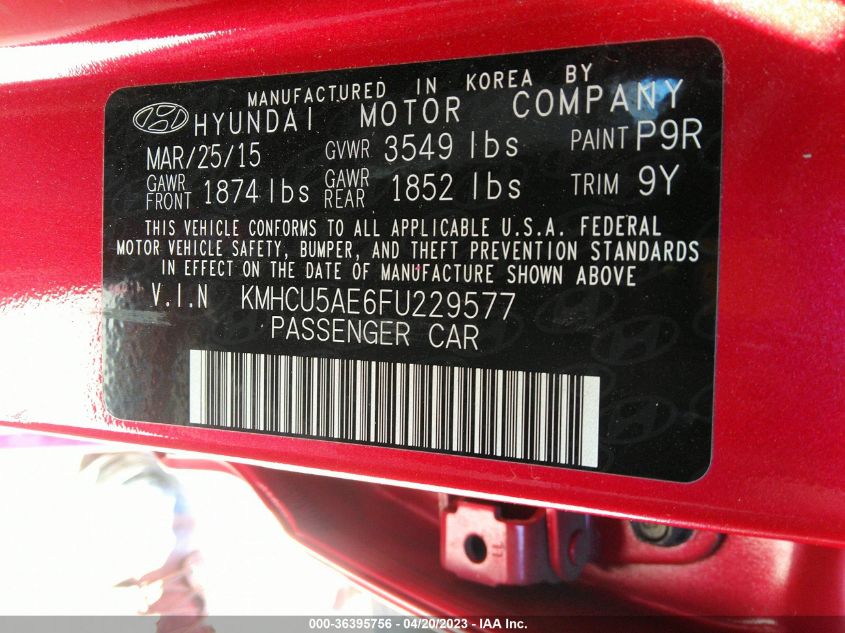 MANUFACTURED IN KOREA BY
HYUNDAI MOTOR COMPANY
MAR/25/15 GVWR 3549 lbs PAINT P9R
GAWR FRONT 1874 lbs GAWR REAR 1852 lbs TRIM 9Y
THIS VEHICLE CONFORMS TO ALL APPLICABLE U.S.A. FEDERAL
MOTOR VEHICLE SAFETY, BUMPER, AND THEFT PREVENTION STANDARDS
IN EFFECT ON THE DATE OF MANUFACTURE SHOWN ABOVE
V.I.N KMHCU5AE6FU229577
PASSENGER CAR
000-36395756 - 04/20/2023 - IAA Inc.